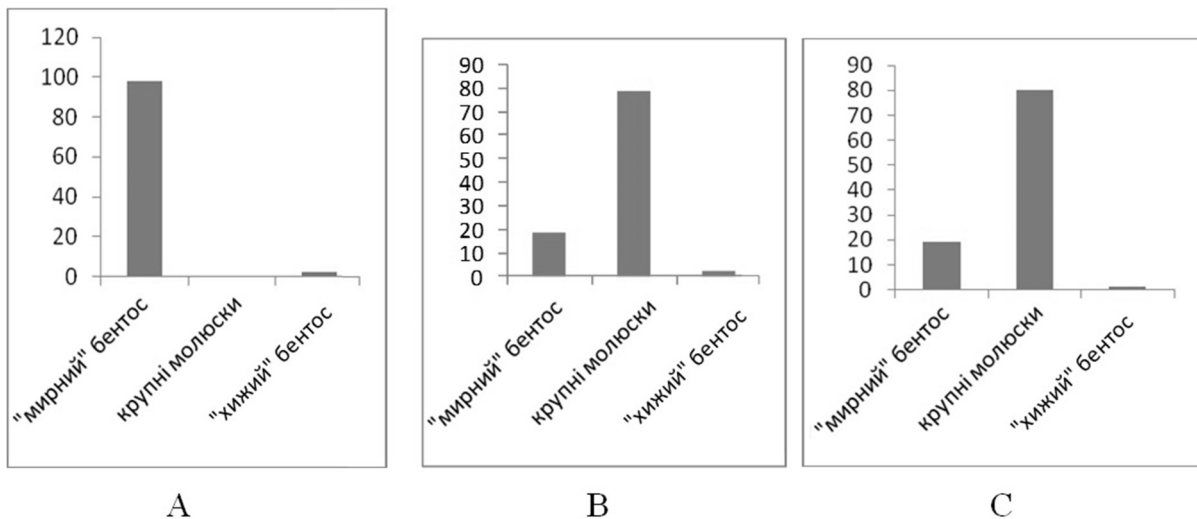 120
100
80
60
40
20
0
"мирний" бентос
крупні молюски
"хижий" бентос
A
90
80
70
60
50
40
30
20
10
0
"мирний" бентос
крупні молюски
"хижий" бентос
B
90
80
70
60
50
40
30
20
10
0
"мирний" бентос
крупні молюски
"хижий" бентос
C